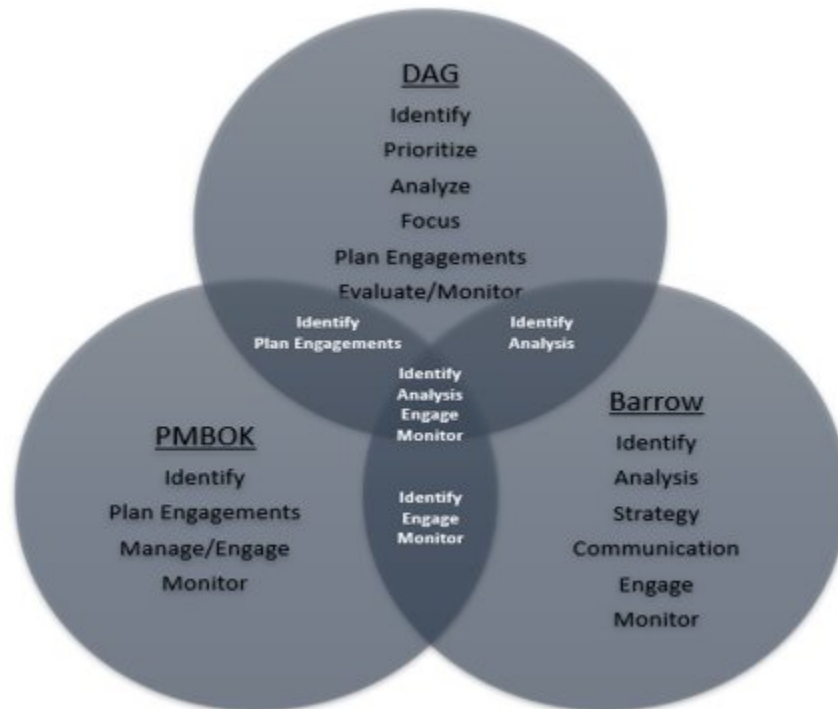 DAG
Identify
Prioritize
Analyze
Focus
Plan Engagements
Evaluate/Monitor
Identify
Plan Engagements
Identify
Analysis
Identify
Analysis
Engage
Monitor
PMBOK
Identify
Plan Engagements
Manage/Engage
Monitor
Identify
Engage
Monitor
Barrow
Identify
Analysis
Strategy
Communication
Engage
Monitor